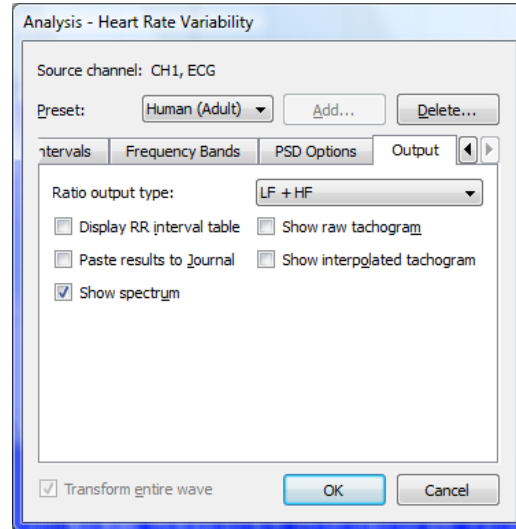 Analysis - Heart Rate Variability
Source channel: CH1, ECG
Preset: Human (Adult) Add... Delete...
ntervals Frequency Bands PSD Options Output
Ratio output type: LF + HF
Display RR interval table Show raw tachogram
Paste results to Journal Show interpolated tachogram
Show spectrum
Transform entire wave OK Cancel